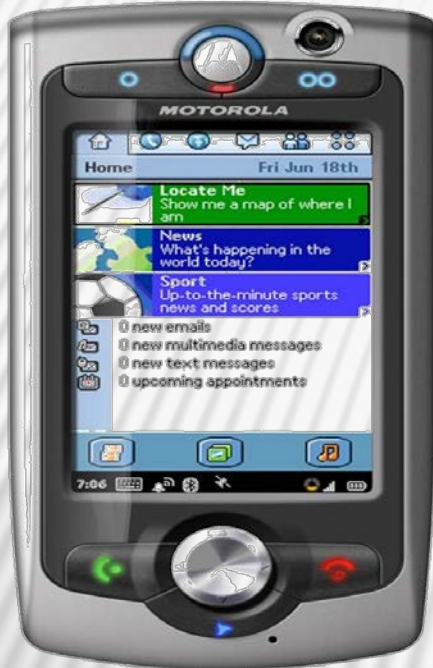 MOTOROLA
Home Fri Jun 18th
Locate Me
Show me a map of where I
am
News
What's happening in the
world today?
Sport
Up-to-the-minute sports
news and scores
0 new emails
0 new multimedia messages
0 new text messages
0 upcoming appointments
7:06